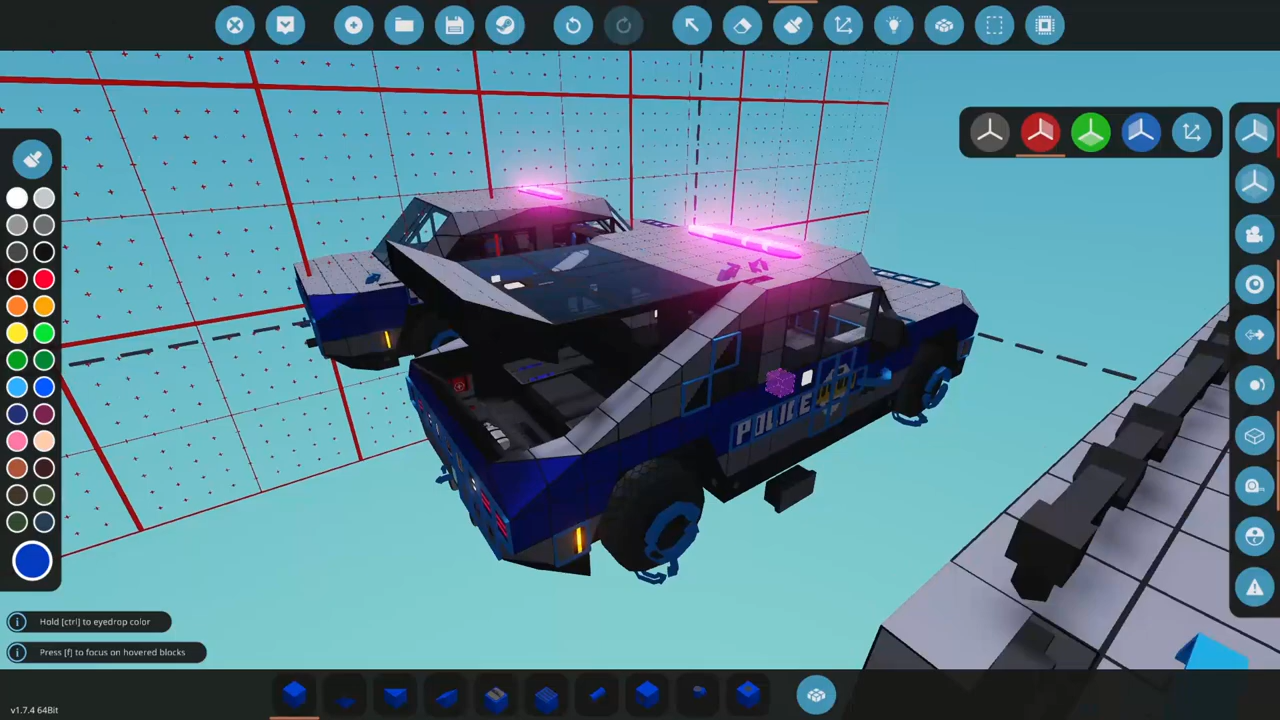 POLICE
Hold [ctrl] to eyedrop color
Press [f] to focus on hovered blocks
v1.7.4 64Bit